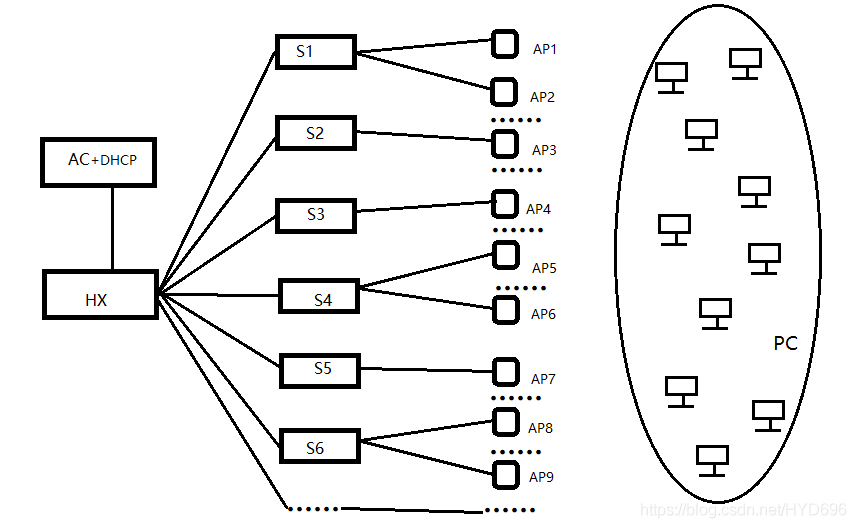 S1
AP1
AP2
......
AC+DHCP
S2
AP3
......
S3
AP4
......
HX
S4
AP5
......
AP6
PC
S5
AP7
......
S6
AP8
......
AP9
......
......
https://blog.csdn.net/HYD696